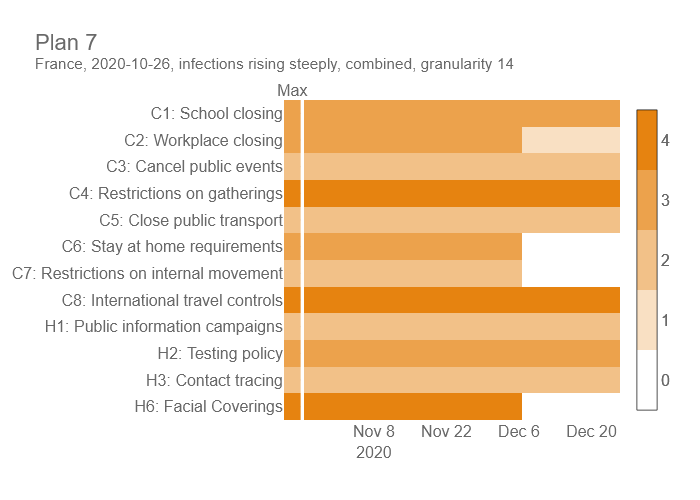 Plan 7
France, 2020-10-26, infections rising steeply, combined, granularity 14
Max
C1: School closing
C2: Workplace closing
C3: Cancel public events
C4: Restrictions on gatherings
C5: Close public transport
C6: Stay at home requirements
C7: Restrictions on internal movement
C8: International travel controls
H1: Public information campaigns
H2: Testing policy
H3: Contact tracing
H6: Facial Coverings
Nov 8 Nov 22 Dec 6 Dec 20
2020
4
3
2
1
0